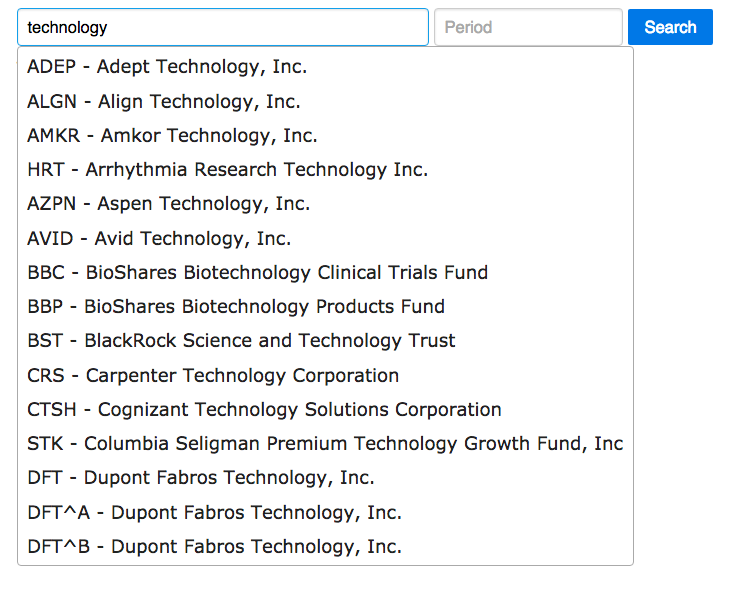 technology Period Search
ADEP - Adept Technology, Inc.
ALGN - Align Technology, Inc.
AMKR - Amkor Technology, Inc.
HRT - Arrhythmia Research Technology Inc.
AZPN - Aspen Technology, Inc.
AVID - Avid Technology, Inc.
BBC - BioShares Biotechnology Clinical Trials Fund
BBP - BioShares Biotechnology Products Fund
BST - BlackRock Science and Technology Trust
CRS - Carpenter Technology Corporation
CTSH - Cognizant Technology Solutions Corporation
STK - Columbia Seligman Premium Technology Growth Fund, Inc
DFT - Dupont Fabros Technology, Inc.
DFT^A - Dupont Fabros Technology, Inc.
DFT^B - Dupont Fabros Technology, Inc.